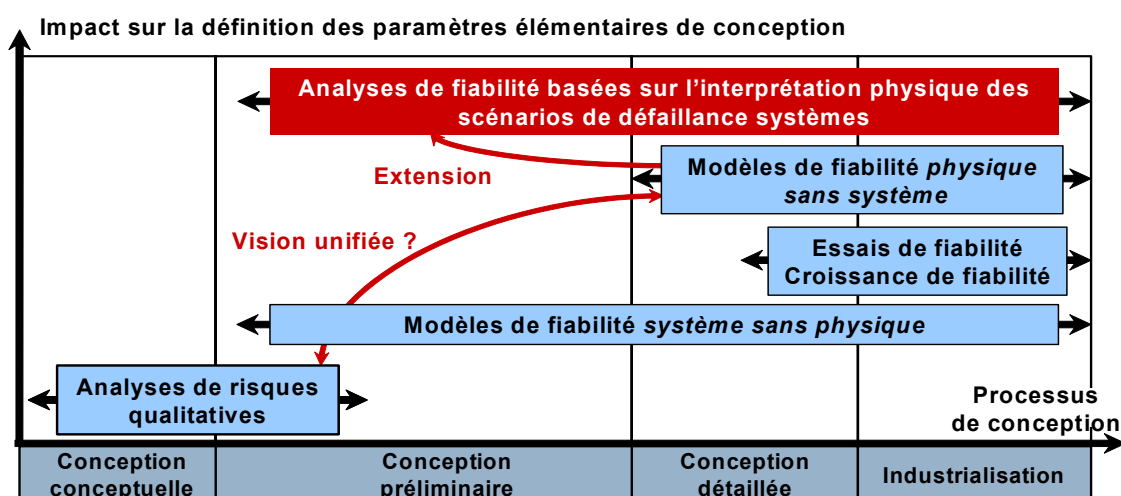 Impact sur la définition des paramètres élémentaires de conception
Analyses de fiabilité basées sur l’interprétation physique des
scénarios de défaillance systèmes
Extension
Modèles de fiabilité physique
sans système
Vision unifiée ?
Essais de fiabilité
Croissance de fiabilité
Modèles de fiabilité système sans physique
Analyses de risques
qualitatives
Processus
de conception
Conception
conceptuelle
Conception
préliminaire
Conception
détaillée
Industrialisation